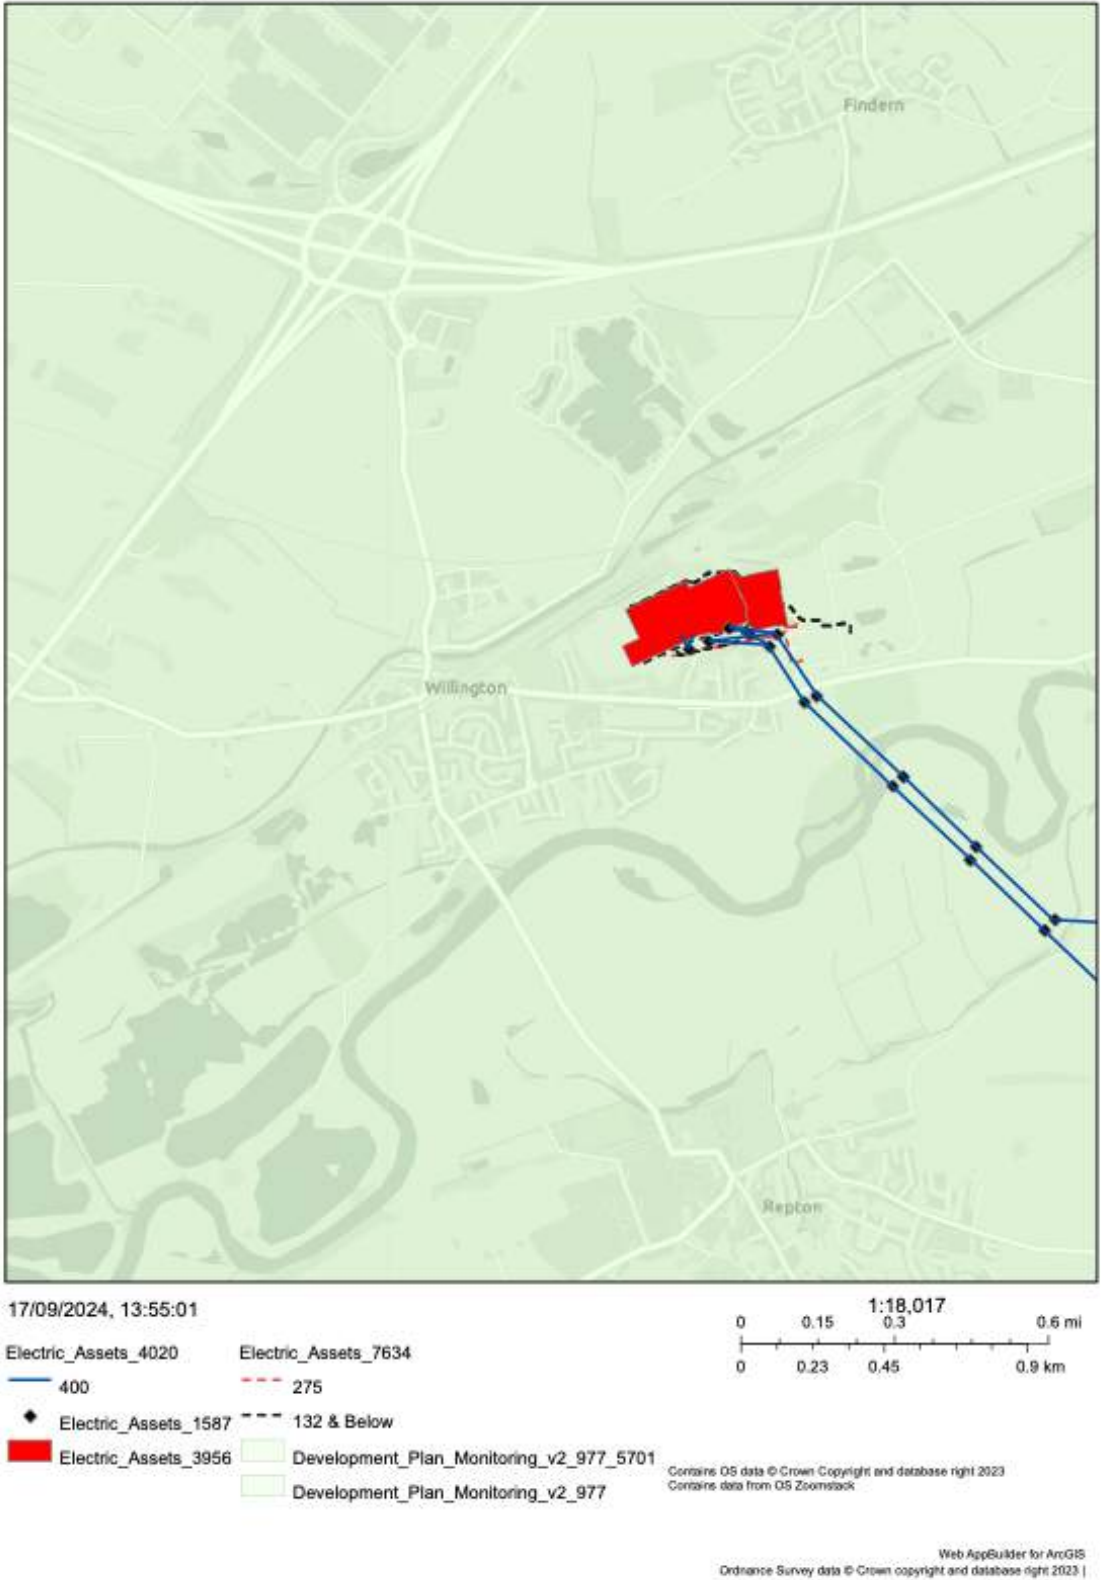 Findern
Willington
Repton
17/09/2024, 13:55:01
1:18,017
0 0.15 0.3 0.6 mi
0 0.23 0.45 0.9 km
Electric_Assets_4020 Electric_Assets_7634
400 275
Electric_Assets_1587 132 & Below
Electric_Assets_3956 Development_Plan_Monitoring_v2_977_5701
Development_Plan_Monitoring_v2_977
Contains OS data © Crown Copyright and database right 2023
Contains data from OS Zoomstack
Web AppBuilder for ArcGIS
Ordnance Survey data © Crown copyright and database right 2023 |